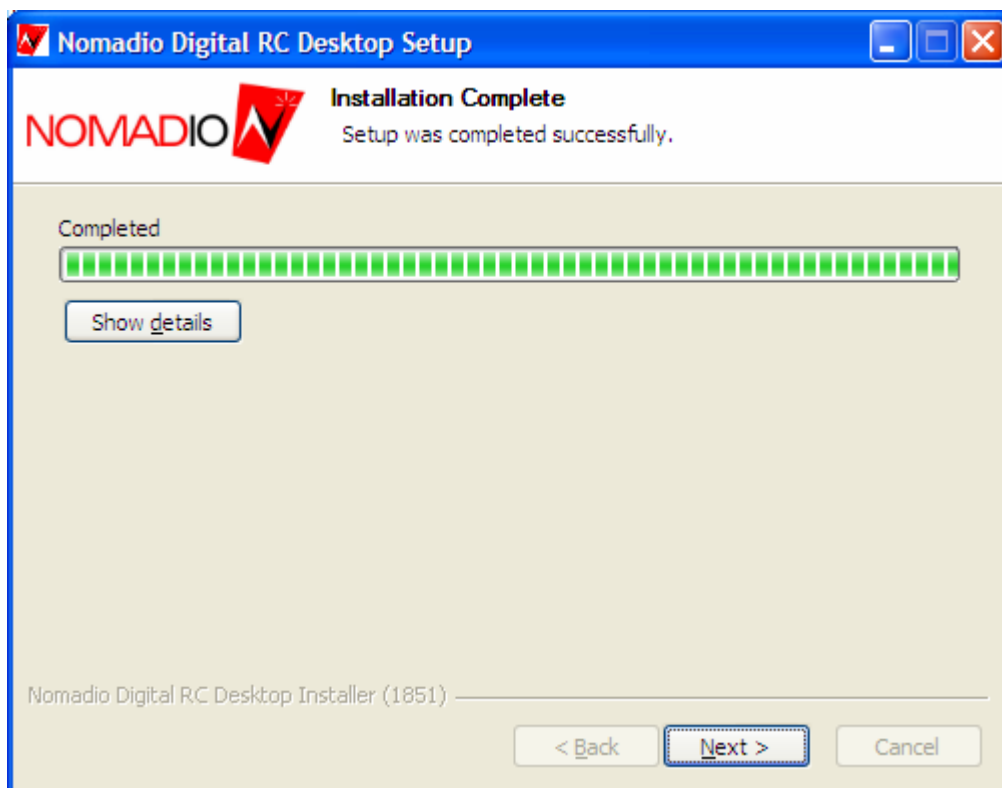 Nomadio Digital RC Desktop Setup
NOMADIO
Installation Complete
Setup was completed successfully.
Completed
Show details
Nomadio Digital RC Desktop Installer (1851)
< Back Next > Cancel